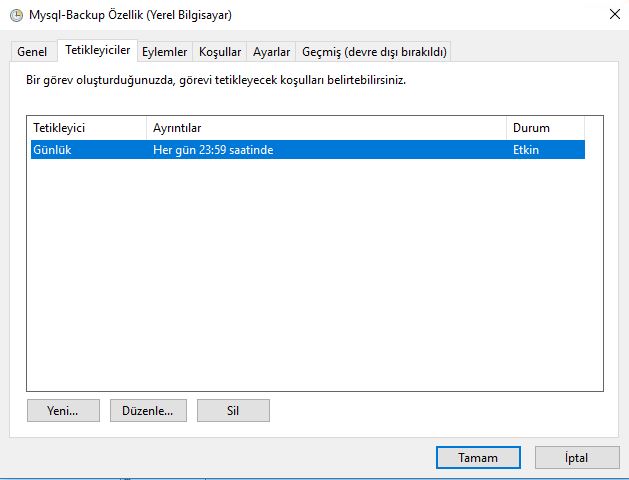 Mysql-Backup Özellik (Yerel Bilgisayar)
Genel Tetikleyiciler Eylemler Koşullar Ayarlar Geçmiş (devre dışı bırakıldı)
Bir görev oluşturduğunuzda, görevi tetikleyecek koşulları belirtebilirsiniz.
Tetikleyici Ayrıntılar Durum
Günlük Her gün 23:59 saatinde Etkin
Yeni... Düzenle... Sil
Tamam İptal